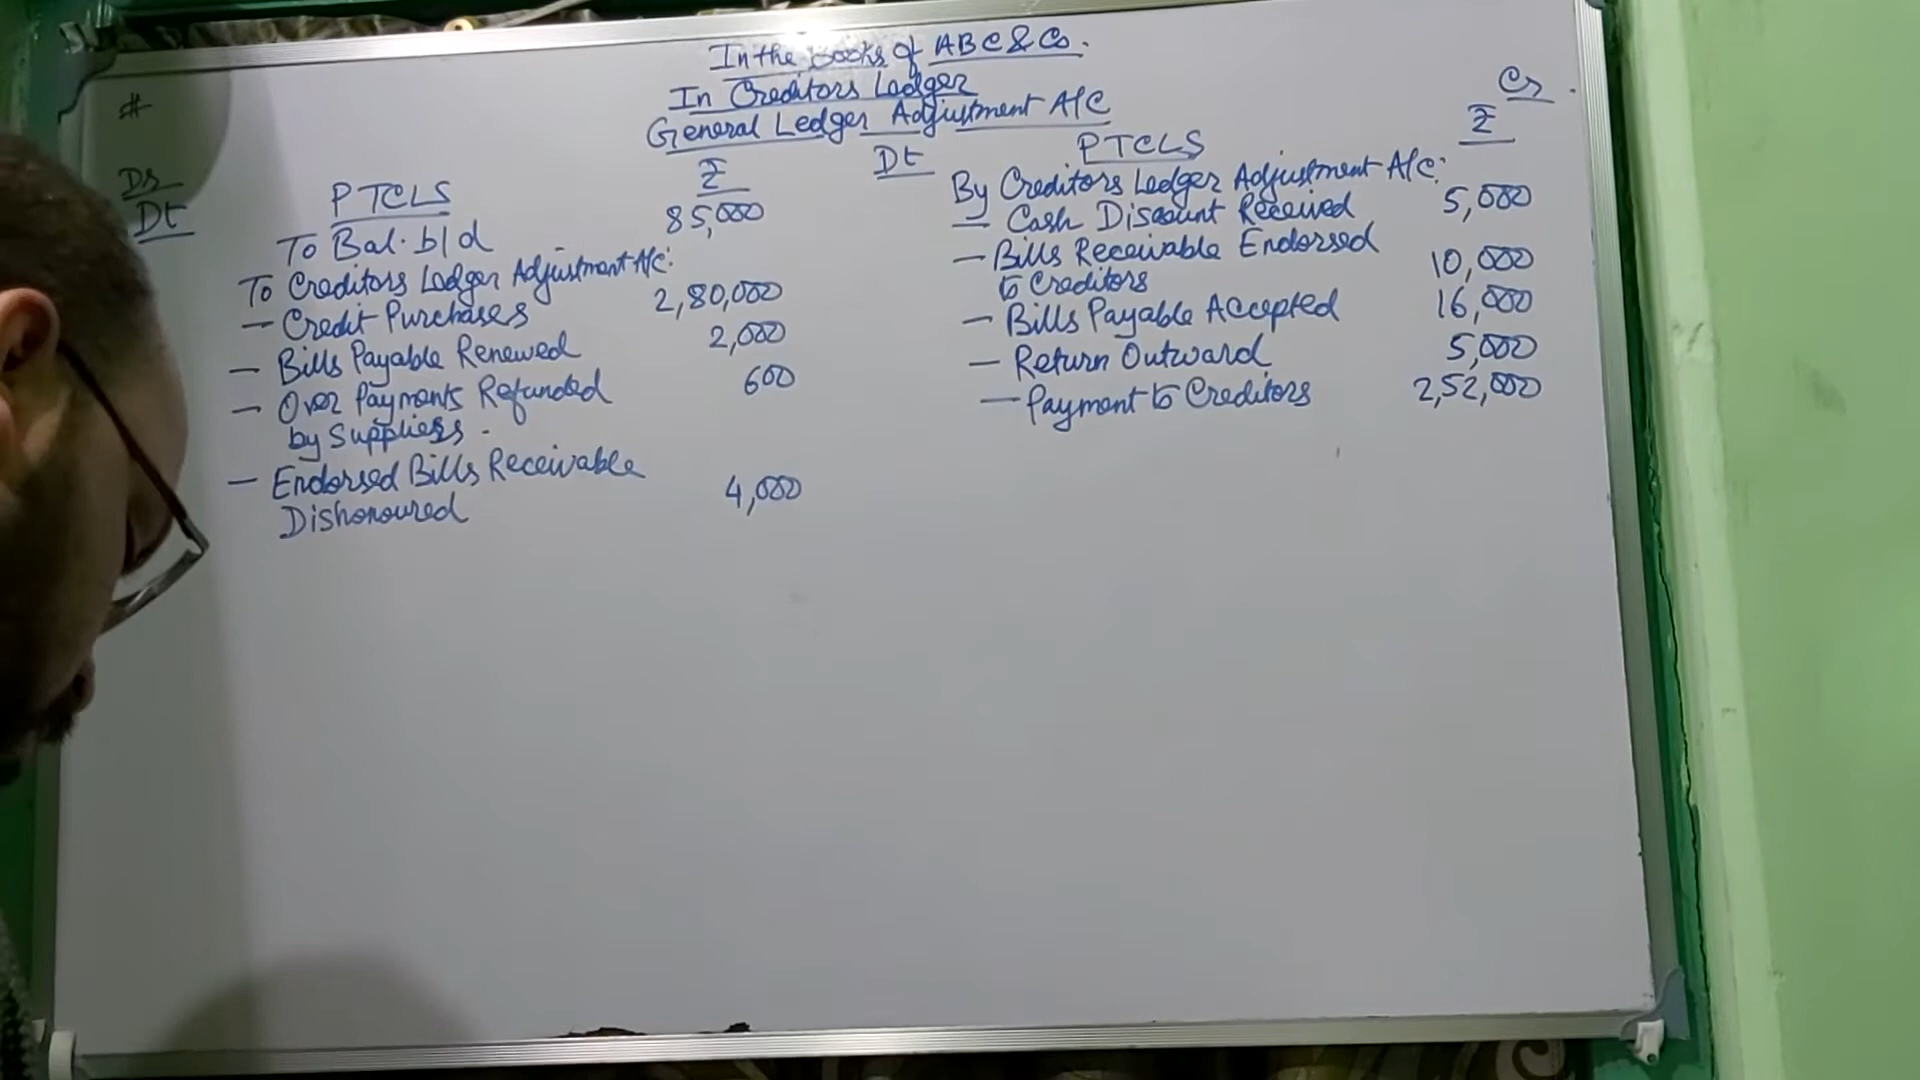 In the books of ABC & Co.
In Creditors Ledger
General Ledger Adjustment A/C
#
Cr.
Dr
Dt PTCLS ₹
Dt PTCLS ₹
To Bal. b/d 85,000
To Creditors Ledger Adjustment A/C:
— Credit Purchases 2,80,000
— Bills Payable Renewed 2,000
— Over Payments Refunded 600
by Suppliers.
— Endorsed Bills Receivable
Dishonoured 4,000
By Creditors Ledger Adjustment A/C:
— Cash Discount Received 5,000
— Bills Receivable Endorsed
to Creditors 10,000
— Bills Payable Accepted 16,000
— Return Outward 5,000
— Payment to Creditors 2,52,000